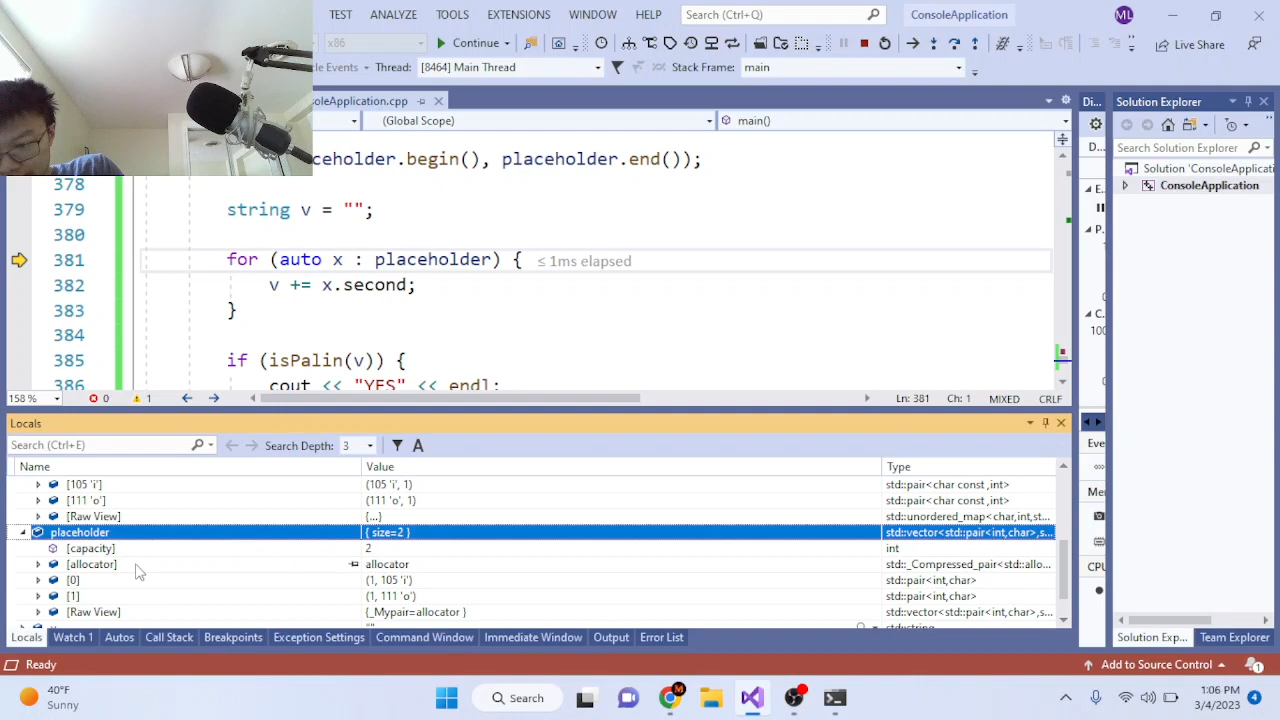 TEST ANALYZE TOOLS EXTENSIONS WINDOW HELP Search (Ctrl+Q) ConsoleApplication ML
x86 Continue Live Share
le Events Thread: [8464] Main Thread Stack Frame: main
soleApplication.cpp Di... Solution Explorer
(Global Scope) main()
D... Search Solution Explorer
ceholder.begin(), placeholder.end());
Solution 'ConsoleApplicati
378 ConsoleApplication
379 string v = "";
380
381 for (auto x : placeholder) { ≤ 1ms elapsed
382 v += x.second;
383 }
384
385 if (isPalin(v)) {
386 cout << "YES" << endl;
158 % 0 1 Ln: 381 Ch: 1 MIXED CRLF
Locals
Search (Ctrl+E) Search Depth: 3 A
Name Value Type
[105 'i'] (105 'i', 1) std::pair<char const ,int>
[111 'o'] (111 'o', 1) std::pair<char const ,int>
[Raw View] {...} std::unordered_map<char,int,st...
placeholder { size=2 } std::vector<std::pair<int,char>,s...
[capacity] 2 int
[allocator] allocator std::_Compressed_pair<std::allo...
[0] (1, 105 'i') std::pair<int,char>
[1] (1, 111 'o') std::pair<int,char>
[Raw View] {_Mypair=allocator } std::vector<std::pair<int,char>,s...
Locals Watch 1 Autos Call Stack Breakpoints Exception Settings Command Window Immediate Window Output Error List
Solution Exp... Team Explorer
Ready Add to Source Control 1
40°F
Sunny
Search
1:06 PM
3/4/2023
4